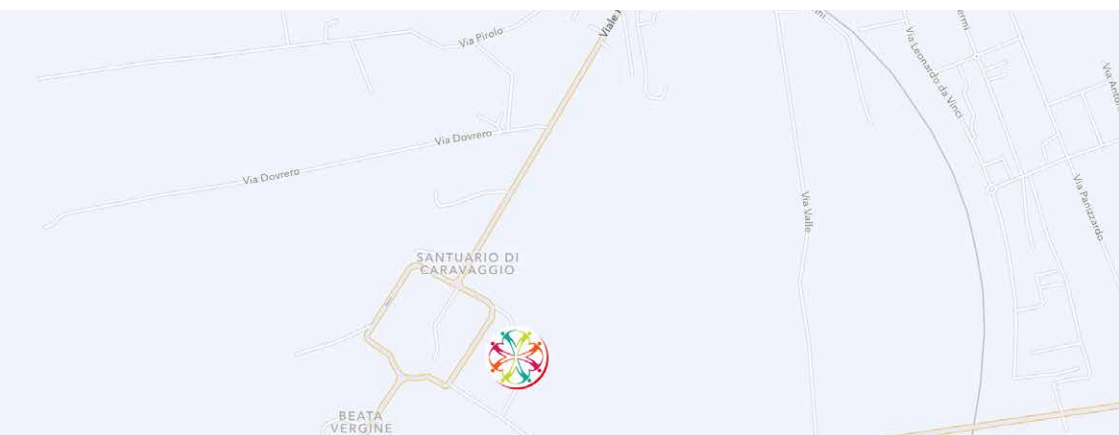 Viale
Via Pirolo
Via Leonardo da Vinci
Via Dovrero
Via Dovrero
Via Valle
Via Panizzardo
SANTUARIO DI
CARAVAGGIO
BEATA
VERGINE